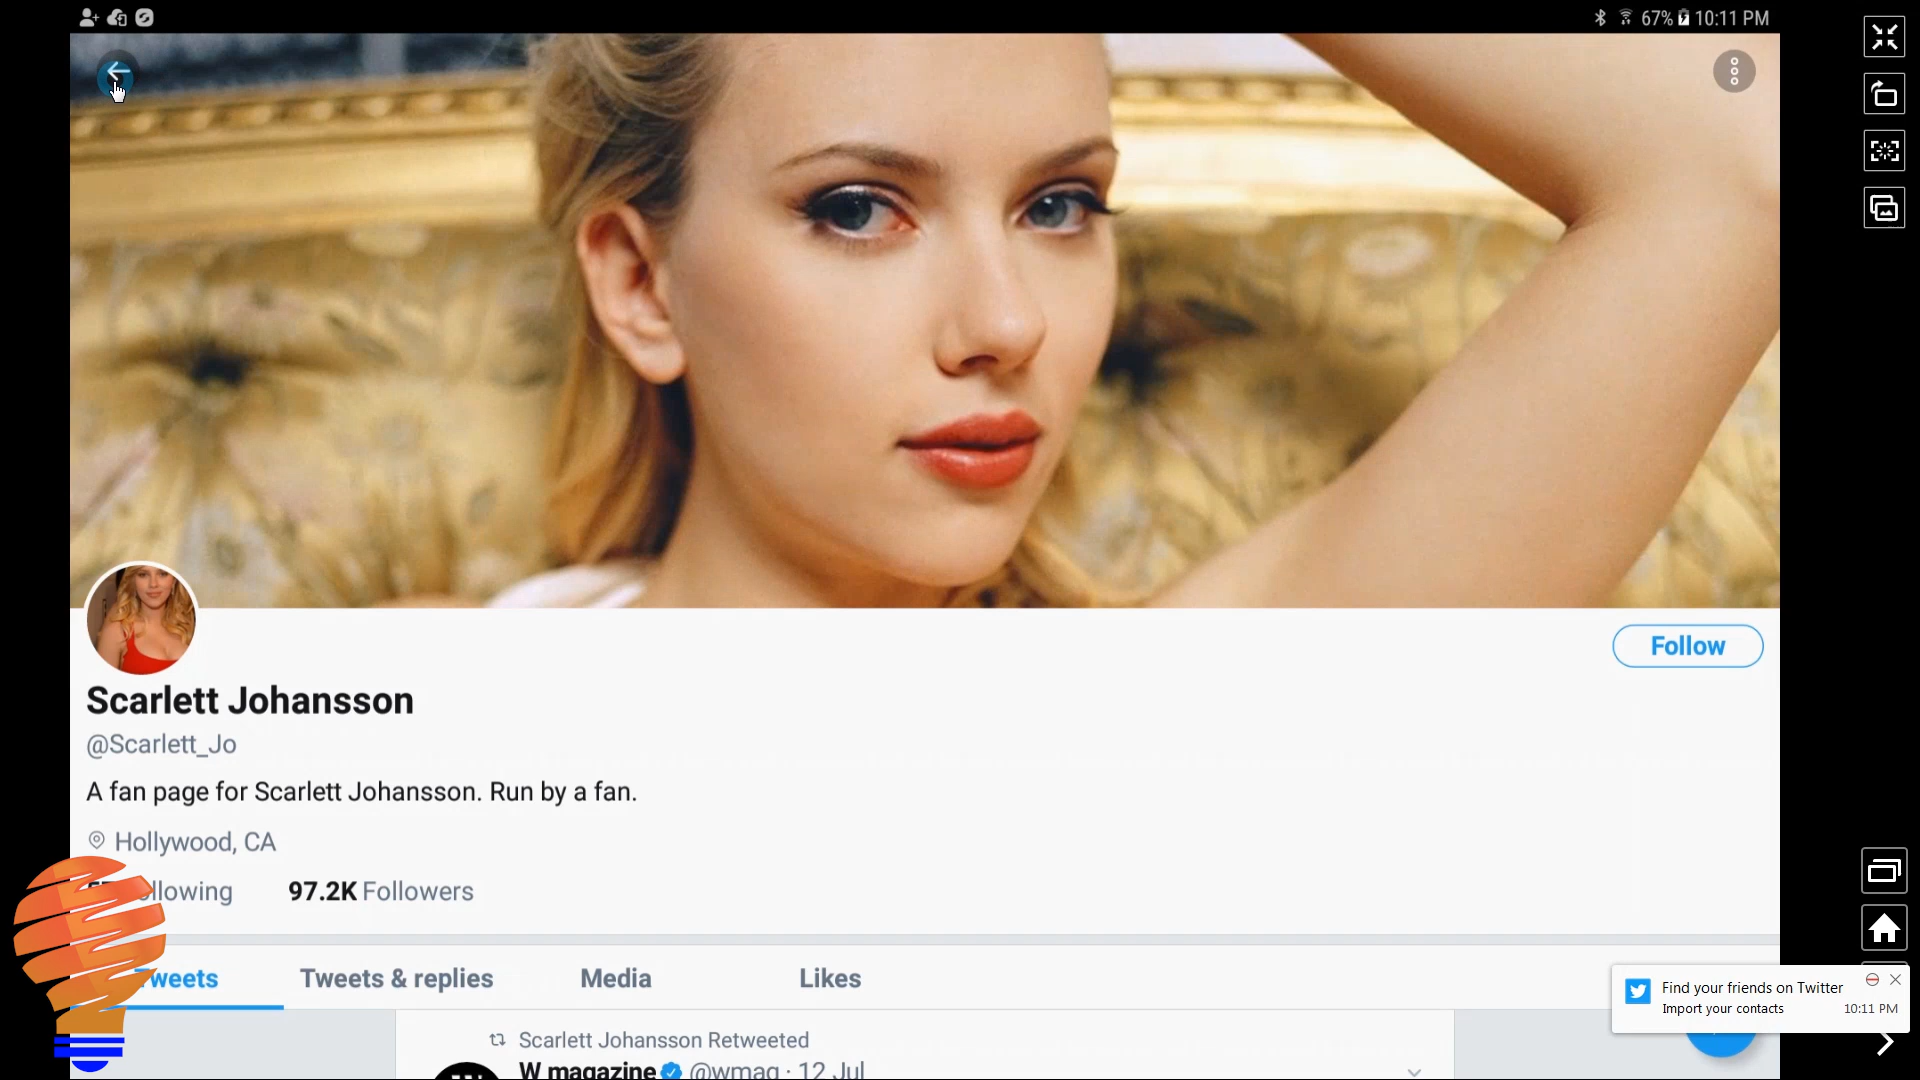 67% 10:11 PM
Follow
Scarlett Johansson
@Scarlett_Jo
A fan page for Scarlett Johansson. Run by a fan.
Hollywood, CA
llowing 97.2K Followers
Tweets Tweets & replies Media Likes
Scarlett Johansson Retweeted
W magazine @wmag · 12 Jul
Find your friends on Twitter
Import your contacts 10:11 PM